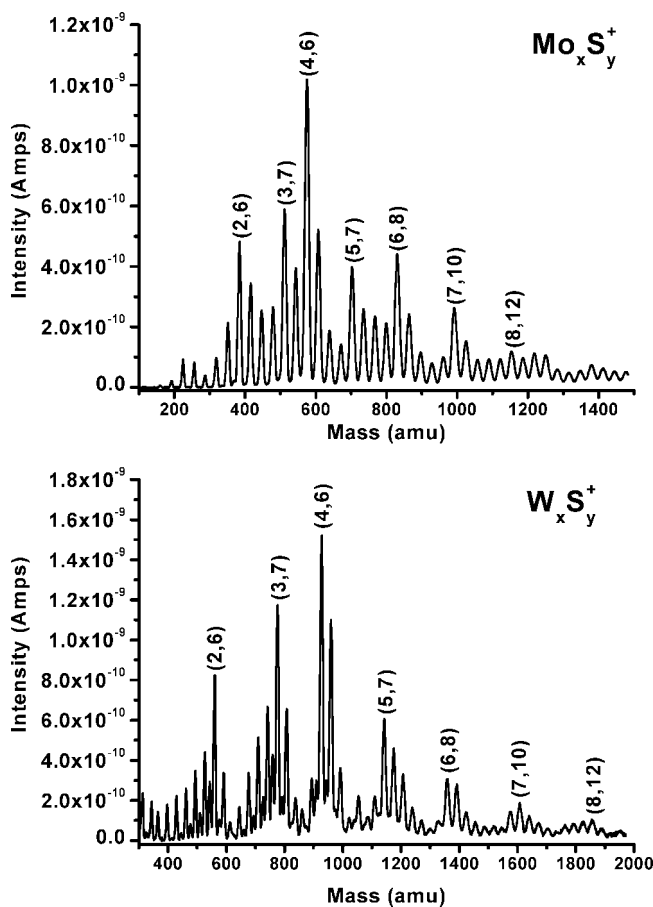 Mo_xS_y^+
1.2x10^-9
1.0x10^-9
8.0x10^-10
6.0x10^-10
4.0x10^-10
2.0x10^-10
0.0
Intensity (Amps)
(2,6)
(3,7)
(4,6)
(5,7)
(6,8)
(7,10)
(8,12)
200 400 600 800 1000 1200 1400
Mass (amu)
W_xS_y^+
1.8x10^-9
1.6x10^-9
1.4x10^-9
1.2x10^-9
1.0x10^-9
8.0x10^-10
6.0x10^-10
4.0x10^-10
2.0x10^-10
0.0
Intensity (Amps)
(2,6)
(3,7)
(4,6)
(5,7)
(6,8)
(7,10)
(8,12)
400 600 800 1000 1200 1400 1600 1800 2000
Mass (amu)